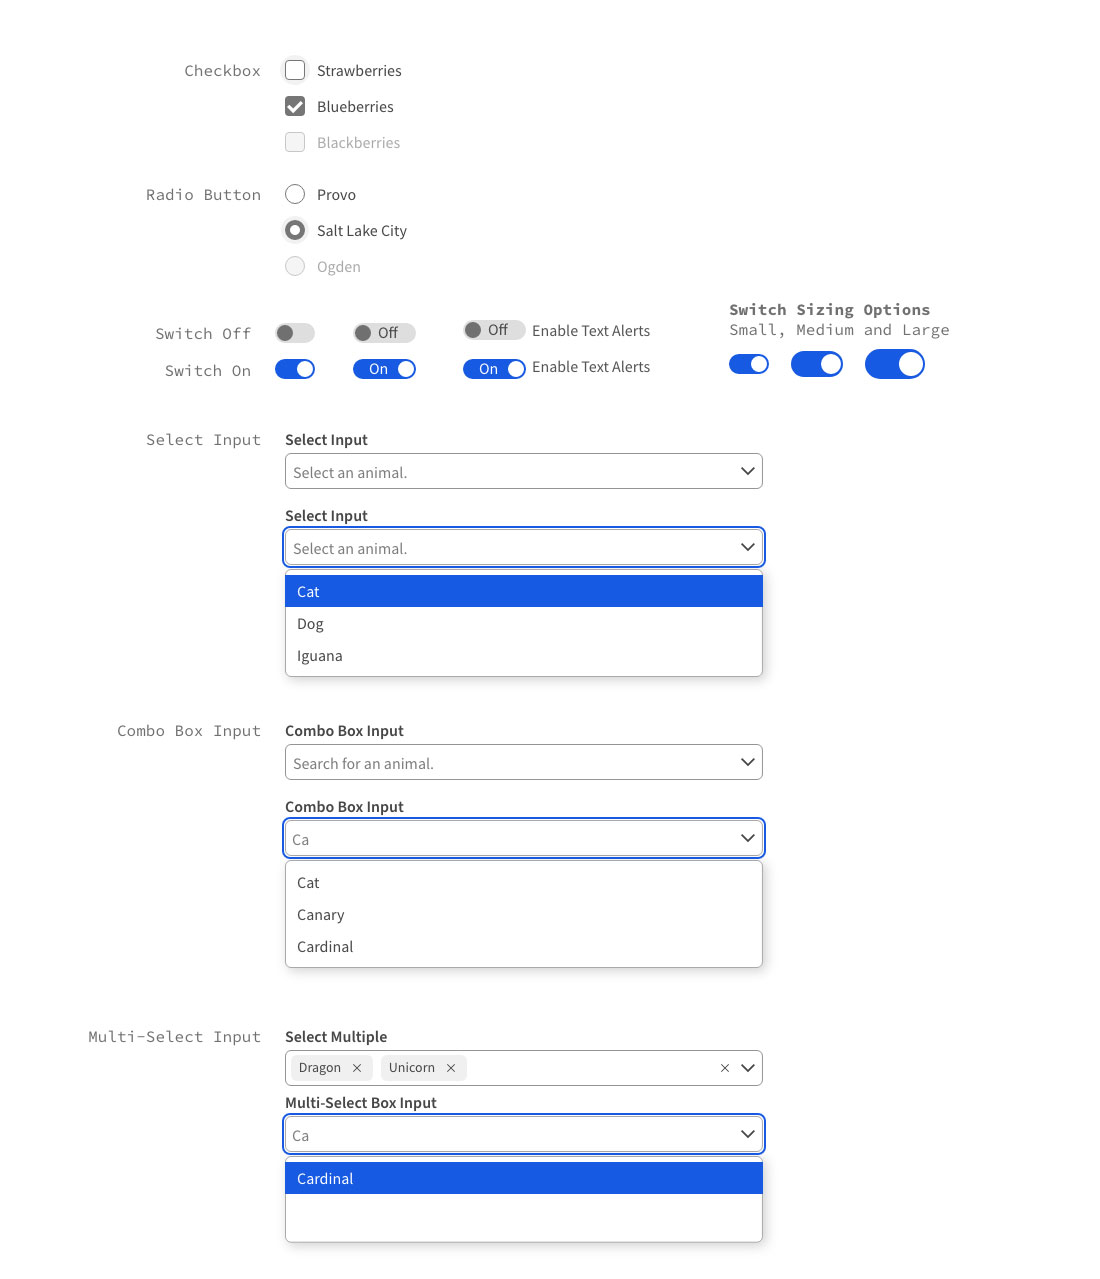 Checkbox
Strawberries
Blueberries
Blackberries
Radio Button
Provo
Salt Lake City
Ogden
Switch Sizing Options
Small, Medium and Large
Switch Off
Off
Off Enable Text Alerts
Switch On
On
On Enable Text Alerts
Select Input
Select Input
Select an animal.
Select Input
Select an animal.
Cat
Dog
Iguana
Combo Box Input
Combo Box Input
Search for an animal.
Combo Box Input
Ca
Cat
Canary
Cardinal
Multi-Select Input
Select Multiple
Dragon
Unicorn
Multi-Select Box Input
Ca
Cardinal